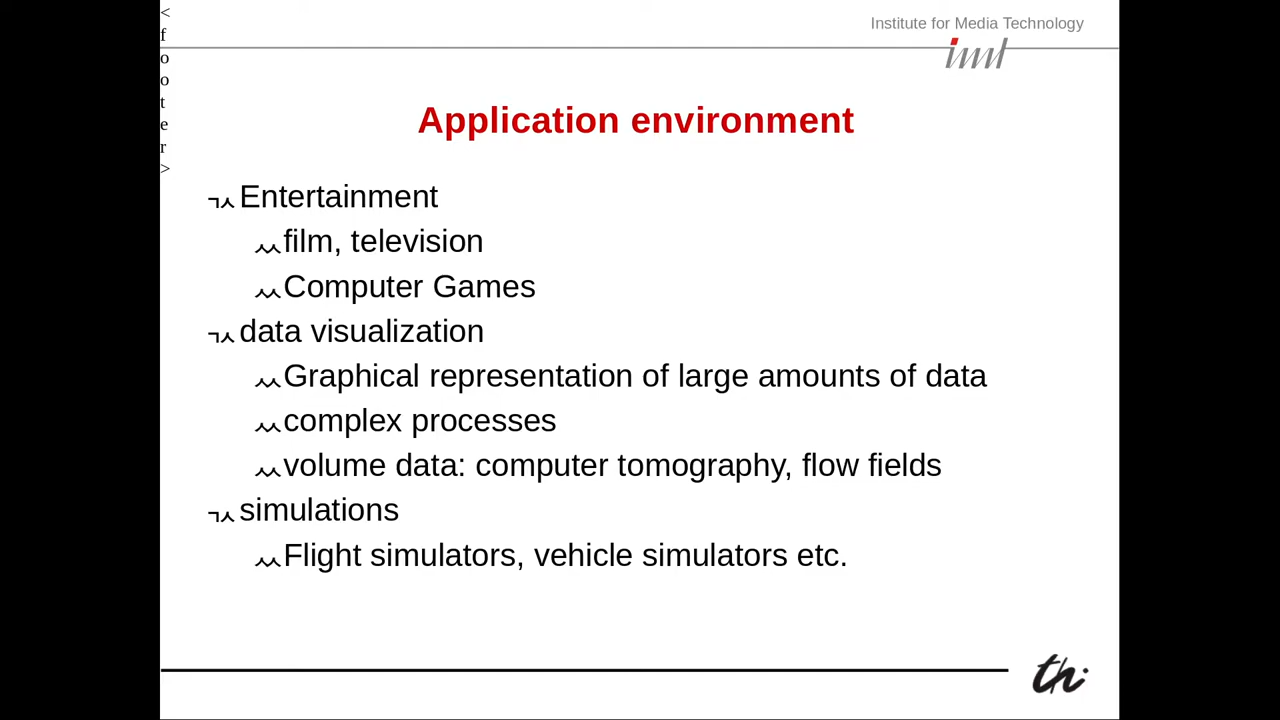 <footer>
Institute for Media Technology
iml
Application environment
Entertainment
film, television
Computer Games
data visualization
Graphical representation of large amounts of data
complex processes
volume data: computer tomography, flow fields
simulations
Flight simulators, vehicle simulators etc.
th